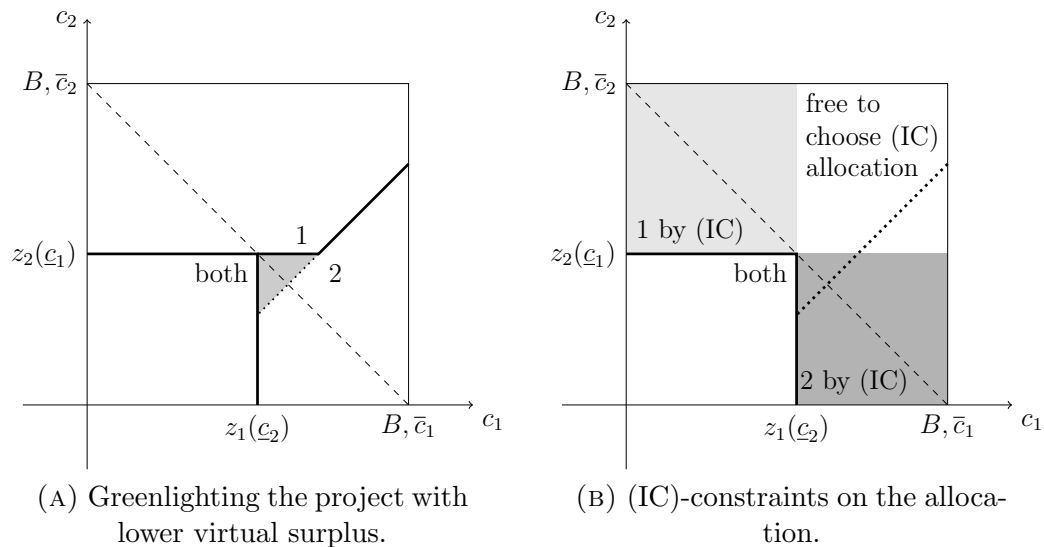 c₂
B, c̅₂
1
z₂(c̲₁)
both
2
z₁(c̲₂)
B, c̅₁
c₁
(A) Greenlighting the project with
lower virtual surplus.
c₂
B, c̅₂
free to
choose (IC)
allocation
1 by (IC)
z₂(c̲₁)
both
2 by (IC)
z₁(c̲₂)
B, c̅₁
c₁
(B) (IC)-constraints on the alloca-
tion.